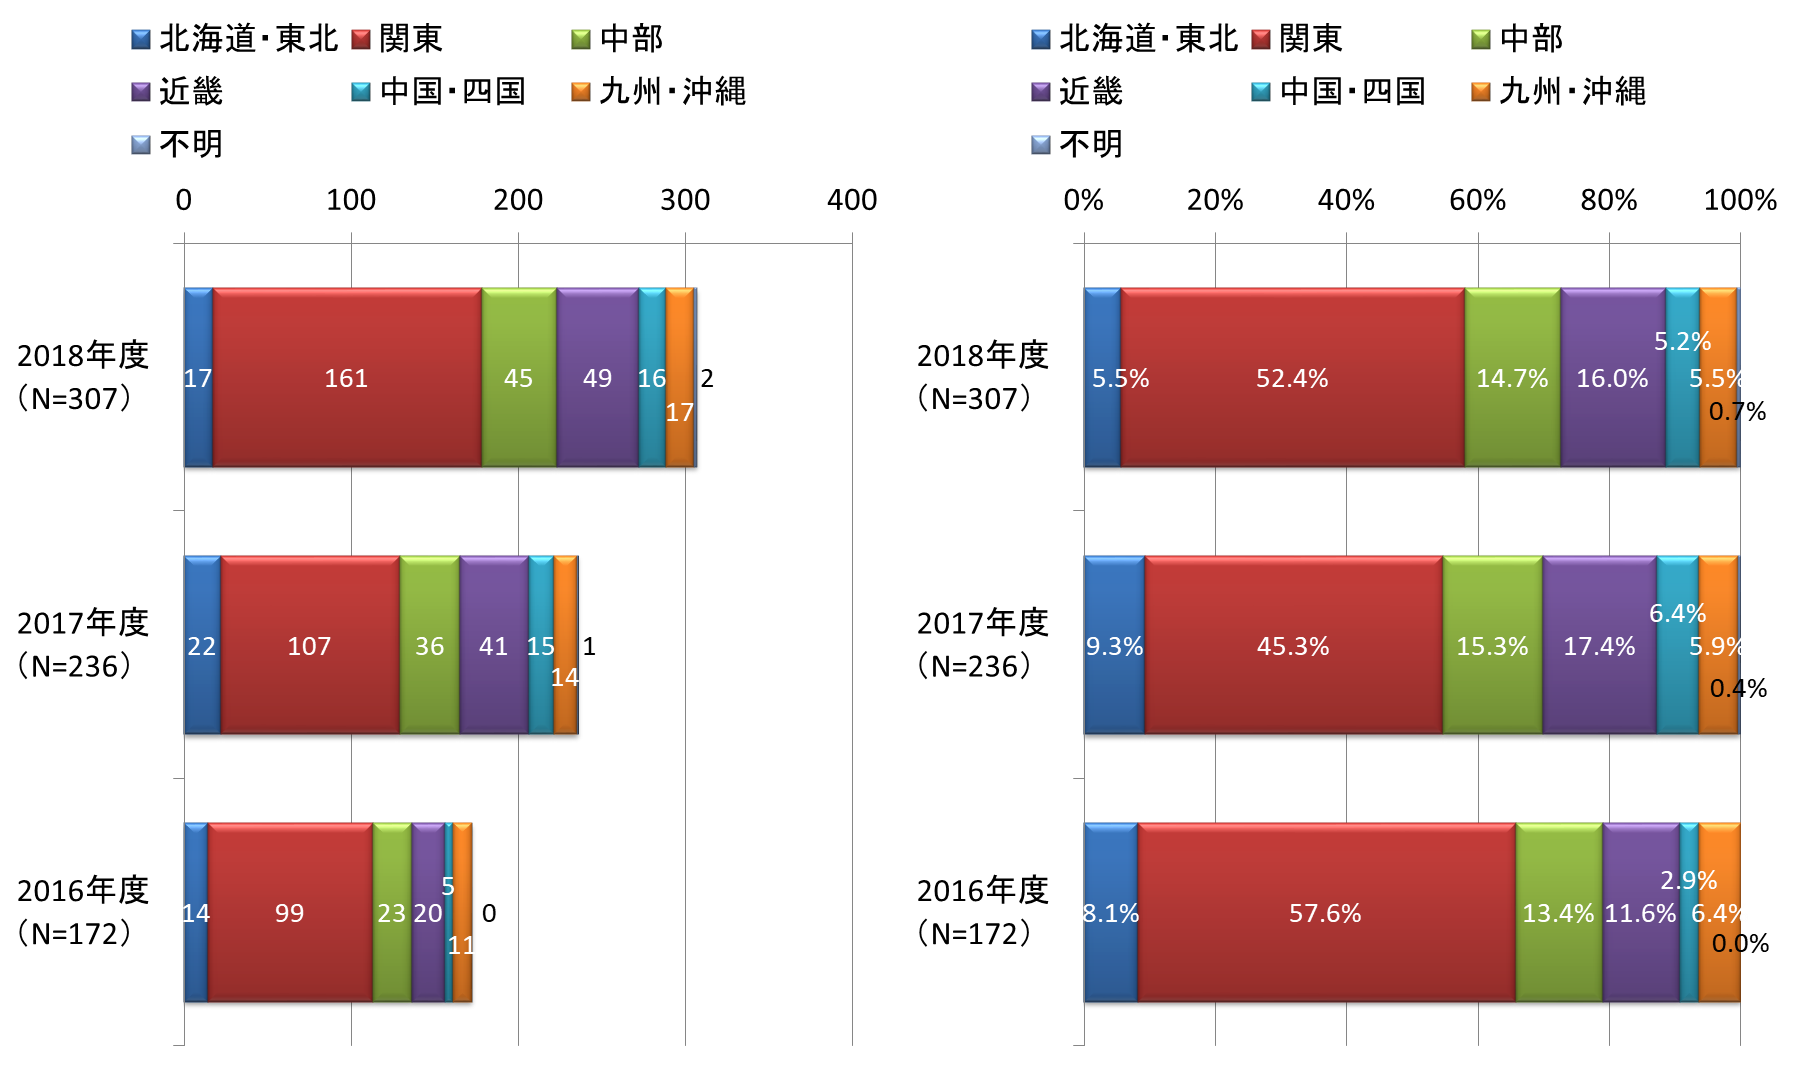 北海道・東北 関東 中部
近畿 中国・四国 九州・沖縄
不明
0 100 200 300 400
2018年度
（N=307）
17 161 45 49 16 17 2
2017年度
（N=236）
22 107 36 41 15 14 1
2016年度
（N=172）
14 99 23 20 5 11 0
北海道・東北 関東 中部
近畿 中国・四国 九州・沖縄
不明
0% 20% 40% 60% 80% 100%
2018年度
（N=307）
5.5% 52.4% 14.7% 16.0% 5.2% 5.5% 0.7%
2017年度
（N=236）
9.3% 45.3% 15.3% 17.4% 6.4% 5.9% 0.4%
2016年度
（N=172）
8.1% 57.6% 13.4% 11.6% 2.9% 6.4% 0.0%